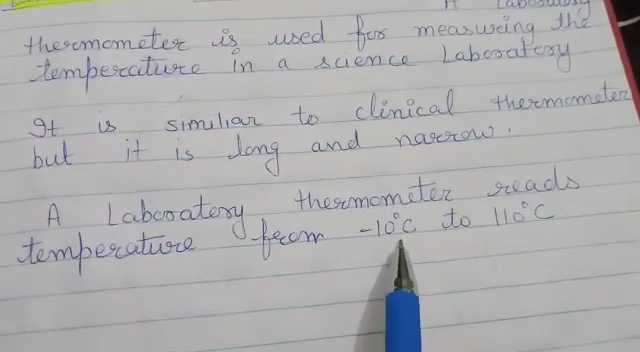 A Laboratory
thermometer is used for measuring the
temperature in a science Laboratory
It is similiar to clinical thermometer
but it is long and narrow.
A Laboratory thermometer reads
temperature from -10°C to 110°C